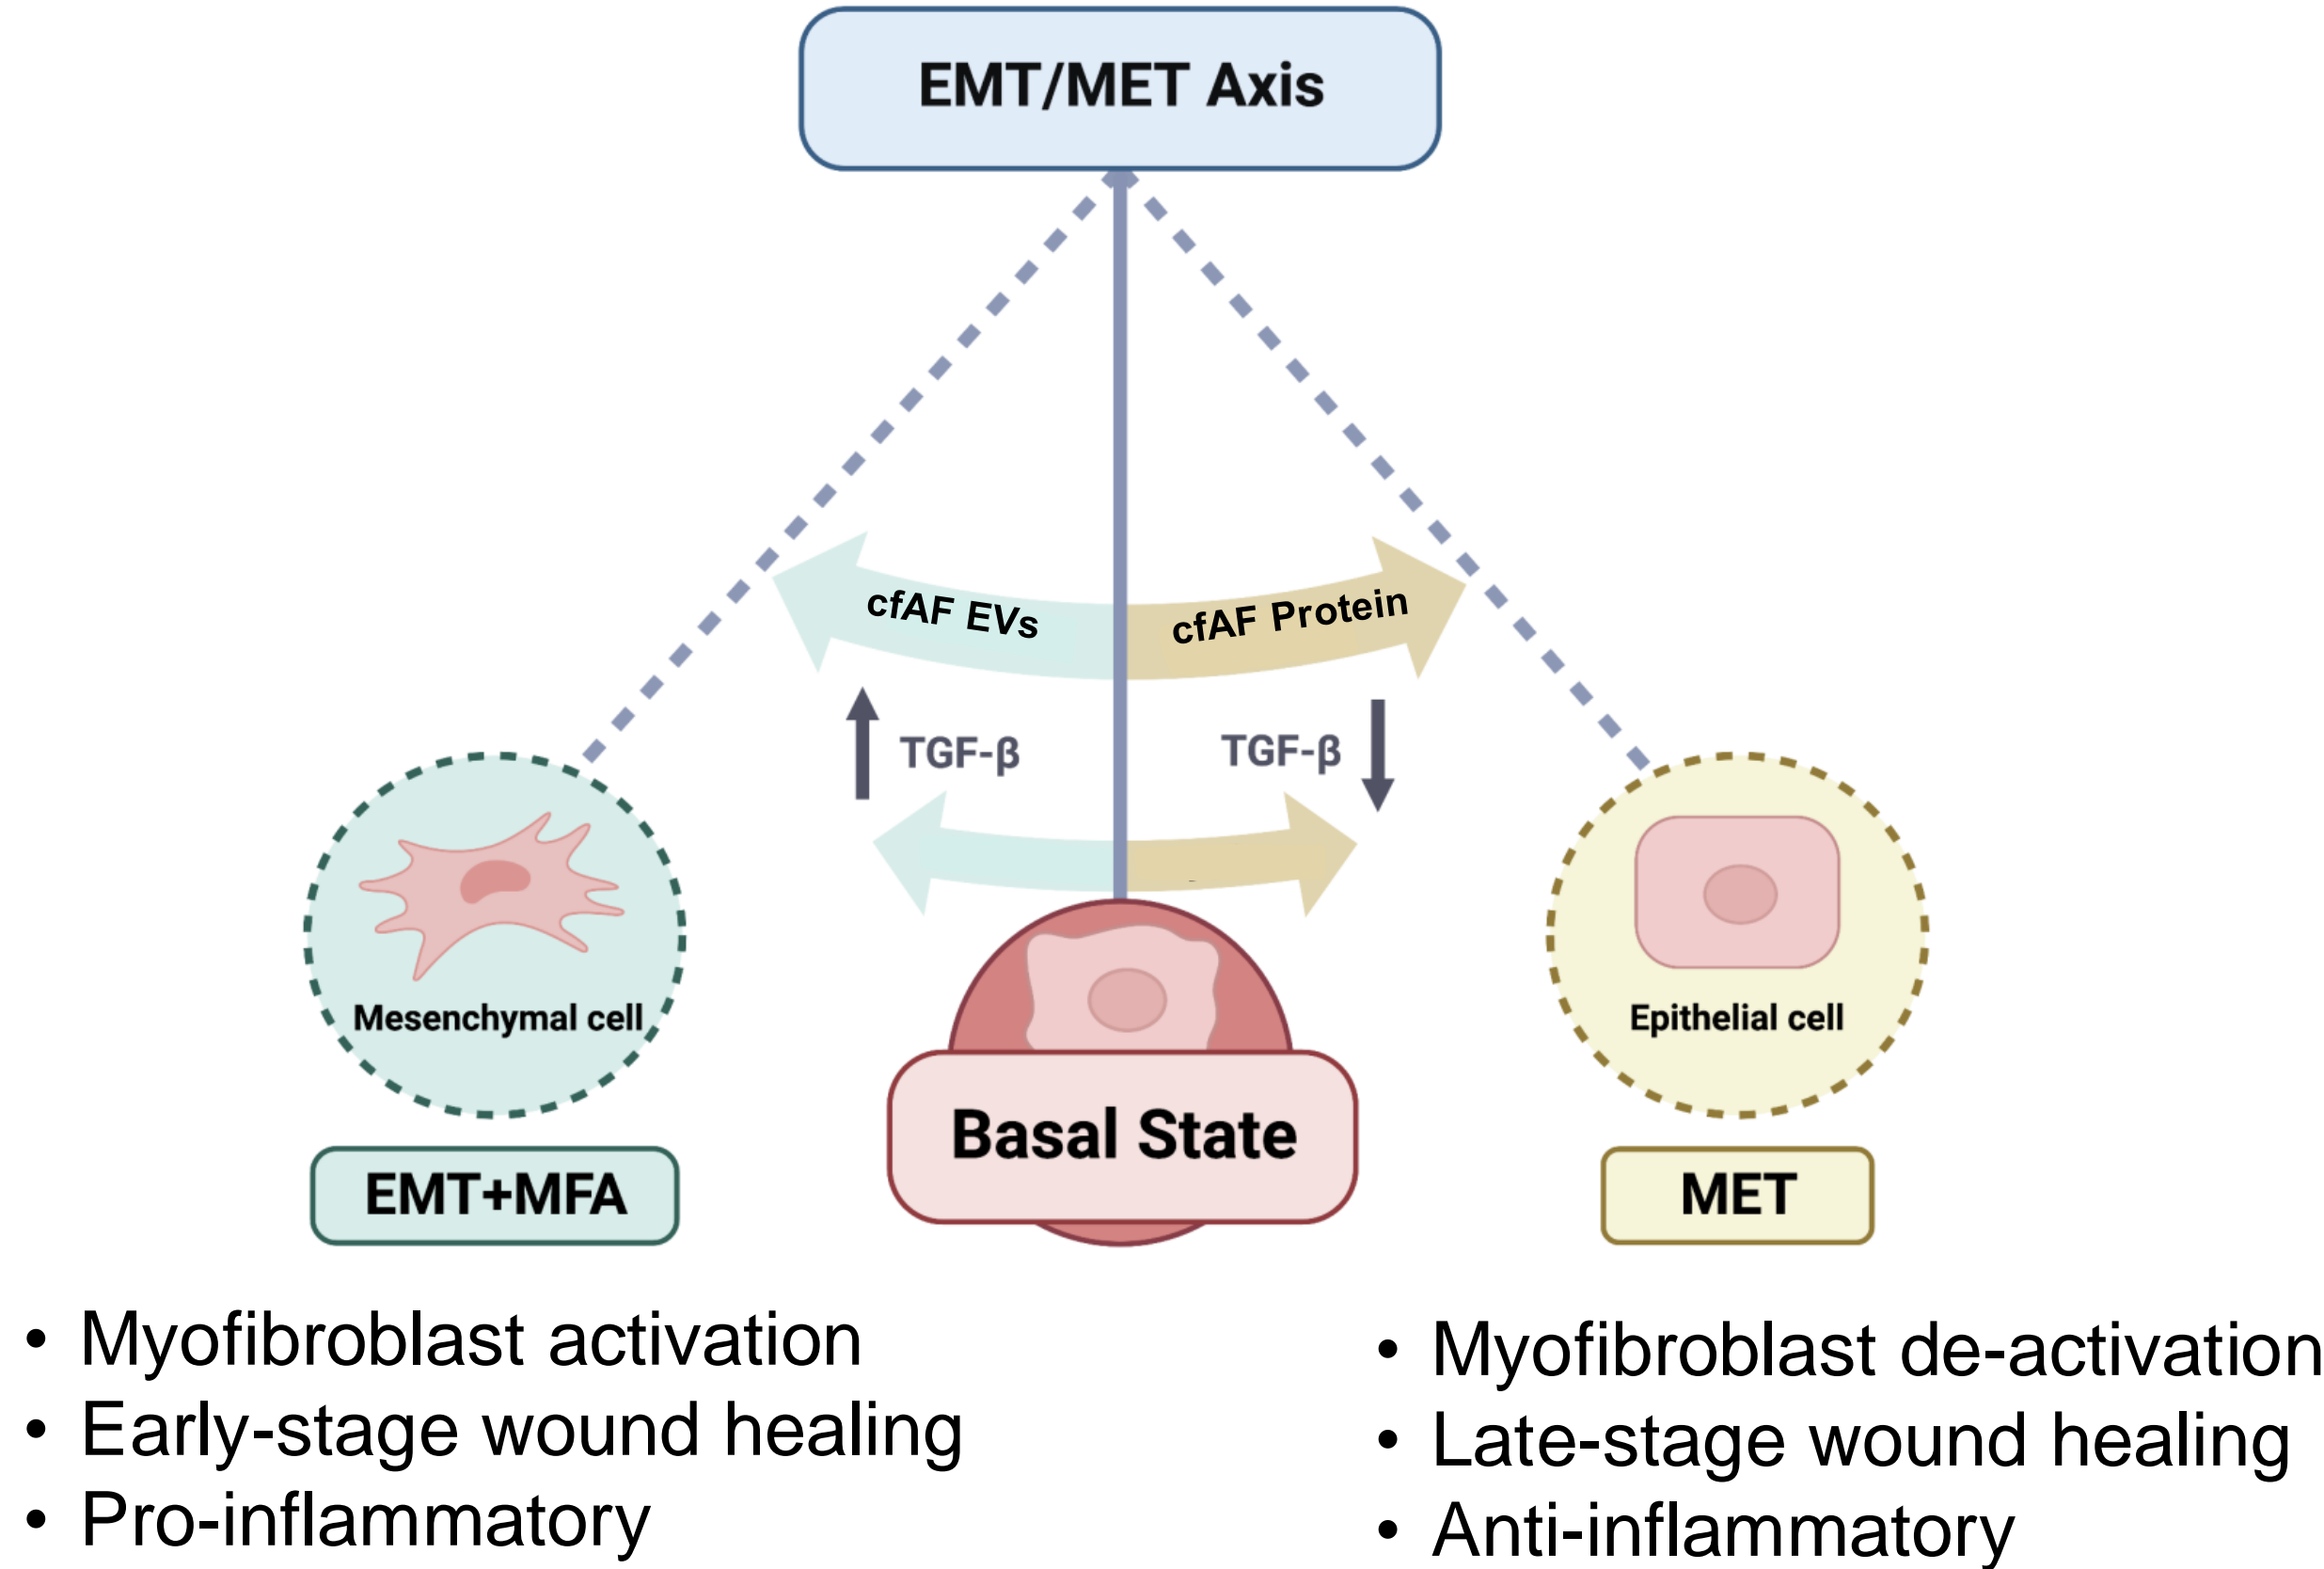 EMT/MET Axis
cfAF EVs
cfAF Protein
TGF-β
TGF-β
Mesenchymal cell
Epithelial cell
Basal State
EMT+MFA
MET
• Myofibroblast activation
• Early-stage wound healing
• Pro-inflammatory
• Myofibroblast de-activation
• Late-stage wound healing
• Anti-inflammatory